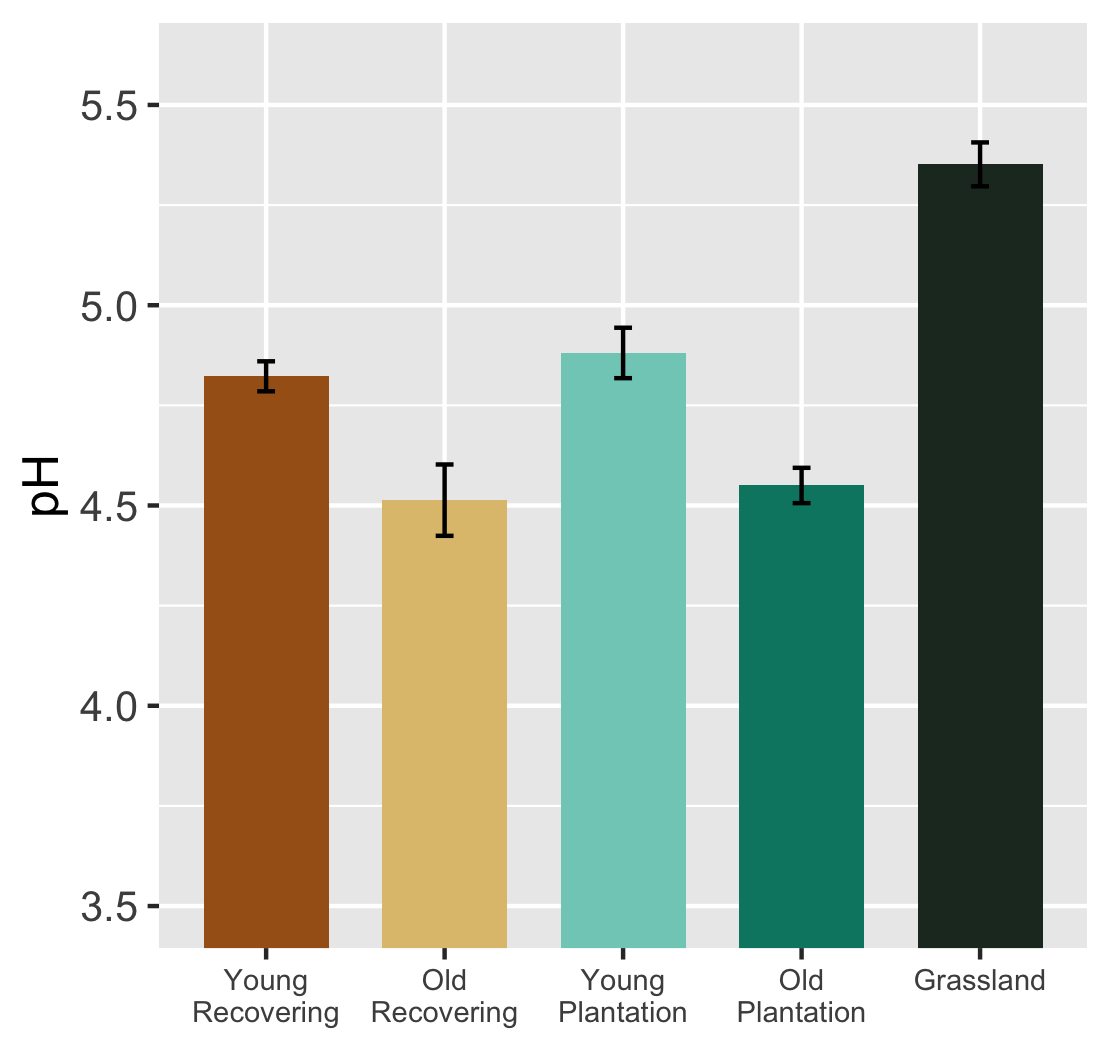 pH
5.5
5.0
4.5
4.0
3.5
Young
Recovering
Old
Recovering
Young
Plantation
Old
Plantation
Grassland